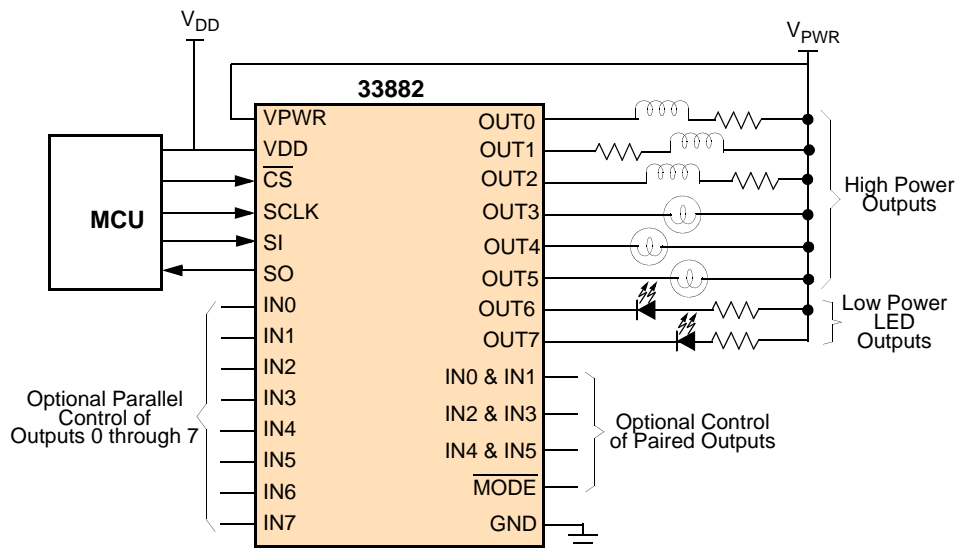 VDD
VPWR
33882
MCU
VPWR
VDD
CS
SCLK
SI
SO
IN0
IN1
IN2
IN3
IN4
IN5
IN6
IN7
OUT0
OUT1
OUT2
OUT3
OUT4
OUT5
OUT6
OUT7
IN0 & IN1
IN2 & IN3
IN4 & IN5
MODE
GND
High Power
Outputs
Low Power
LED
Outputs
Optional Parallel
Control of
Outputs 0 through 7
Optional Control
of Paired Outputs